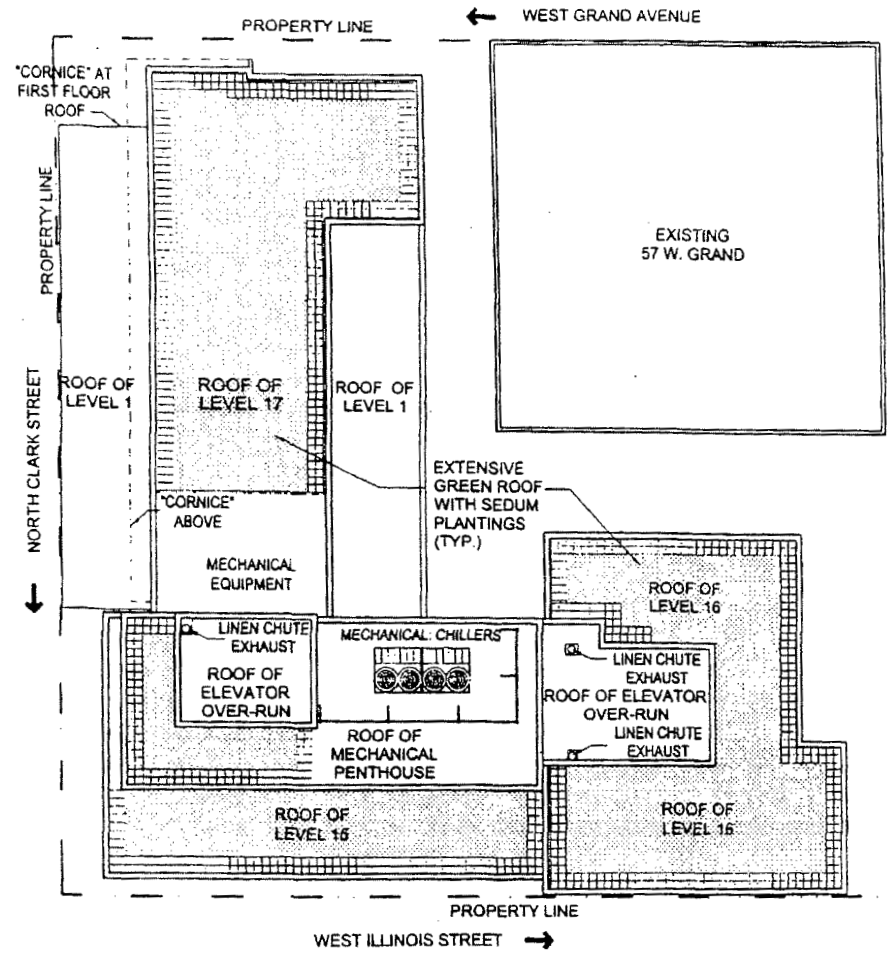 WEST GRAND AVENUE
PROPERTY LINE
"CORNICE" AT
FIRST FLOOR
ROOF
PROPERTY LINE
EXISTING
57 W. GRAND
NORTH CLARK STREET
ROOF OF
LEVEL 1
ROOF OF
LEVEL 17
ROOF OF
LEVEL 1
EXTENSIVE
GREEN ROOF
WITH SEDUM
PLANTINGS
(TYP.)
"CORNICE"
ABOVE
MECHANICAL
EQUIPMENT
ROOF OF
LEVEL 16
LINEN CHUTE
EXHAUST
ROOF OF
ELEVATOR
OVER-RUN
MECHANICAL: CHILLERS
ROOF OF
MECHANICAL
PENTHOUSE
LINEN CHUTE
EXHAUST
ROOF OF ELEVATOR
OVER-RUN
LINEN CHUTE
EXHAUST
ROOF OF
LEVEL 16
ROOF OF
LEVEL 16
PROPERTY LINE
WEST ILLINOIS STREET